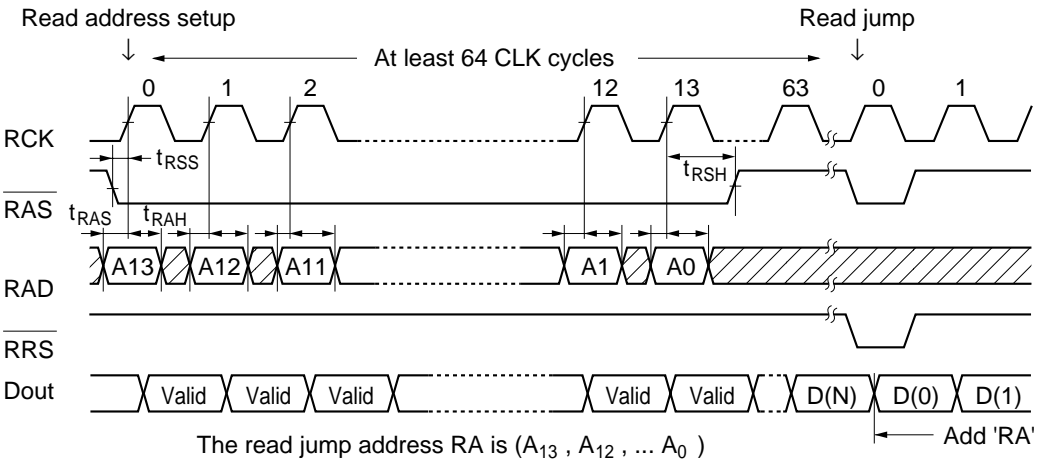 Read address setup Read jump
At least 64 CLK cycles
0 1 2 12 13 63 0 1
RCK
tRSS tRSH
RAS
tRAS tRAH
A13 A12 A11 A1 A0
RAD
RRS
Dout Valid Valid Valid Valid Valid D(N) D(0) D(1)
Add 'RA'
The read jump address RA is (A13 , A12 , ... A0 )